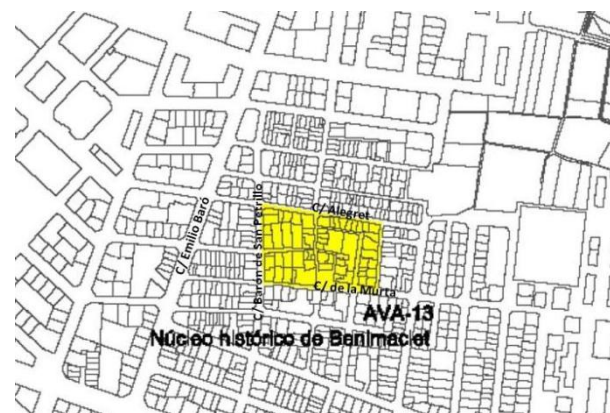 C/ Alegret
C/ Emilio Baró
C/ Barón de San Petrillo
C/ de la Murta
AVA-13
Núcleo histórico de Benimaclet